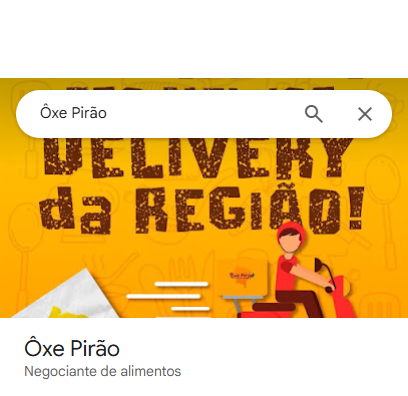 Ôxe Pirão
DELIVERY
da REGIÃO!
Ôxe Pirão
Negociante de alimentos